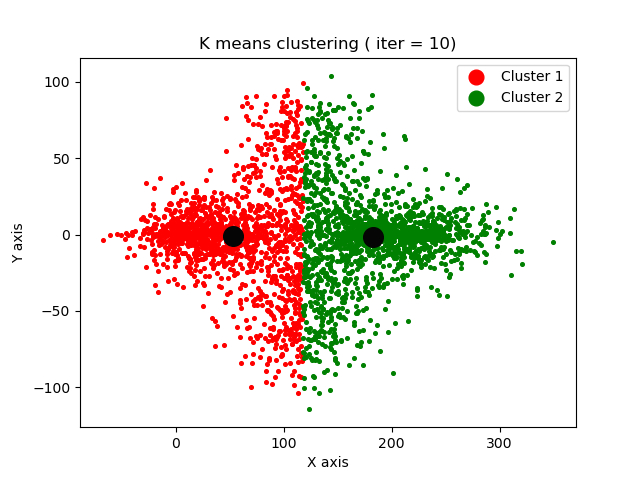 K means clustering ( iter = 10)
Cluster 1
Cluster 2
Y axis
100
50
0
−50
−100
0 100 200 300
X axis